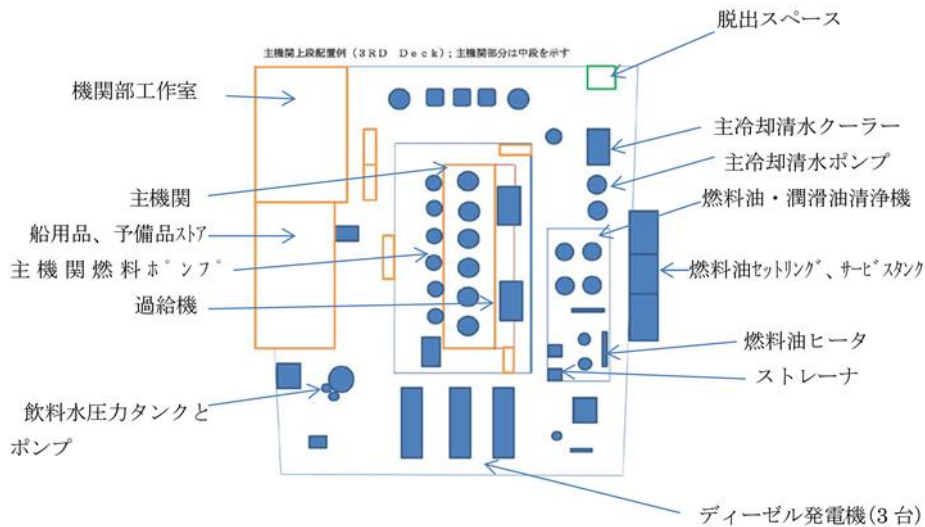 脱出スペース
主機関上段配置例（3RD Deck）；主機関部分は中段を示す
機関部工作室
主冷却清水クーラー
主冷却清水ポンプ
主機関
燃料油・潤滑油清浄機
船用品、予備品ｽﾄｱ
主機関燃料ﾎﾟﾝﾌﾟ
燃料油ｾｯﾄﾘﾝｸﾞ、ｻｰﾋﾞｽﾀﾝｸ
過給機
燃料油ヒータ
ストレーナ
飲料水圧力タンクと
ポンプ
ディーゼル発電機(3台)